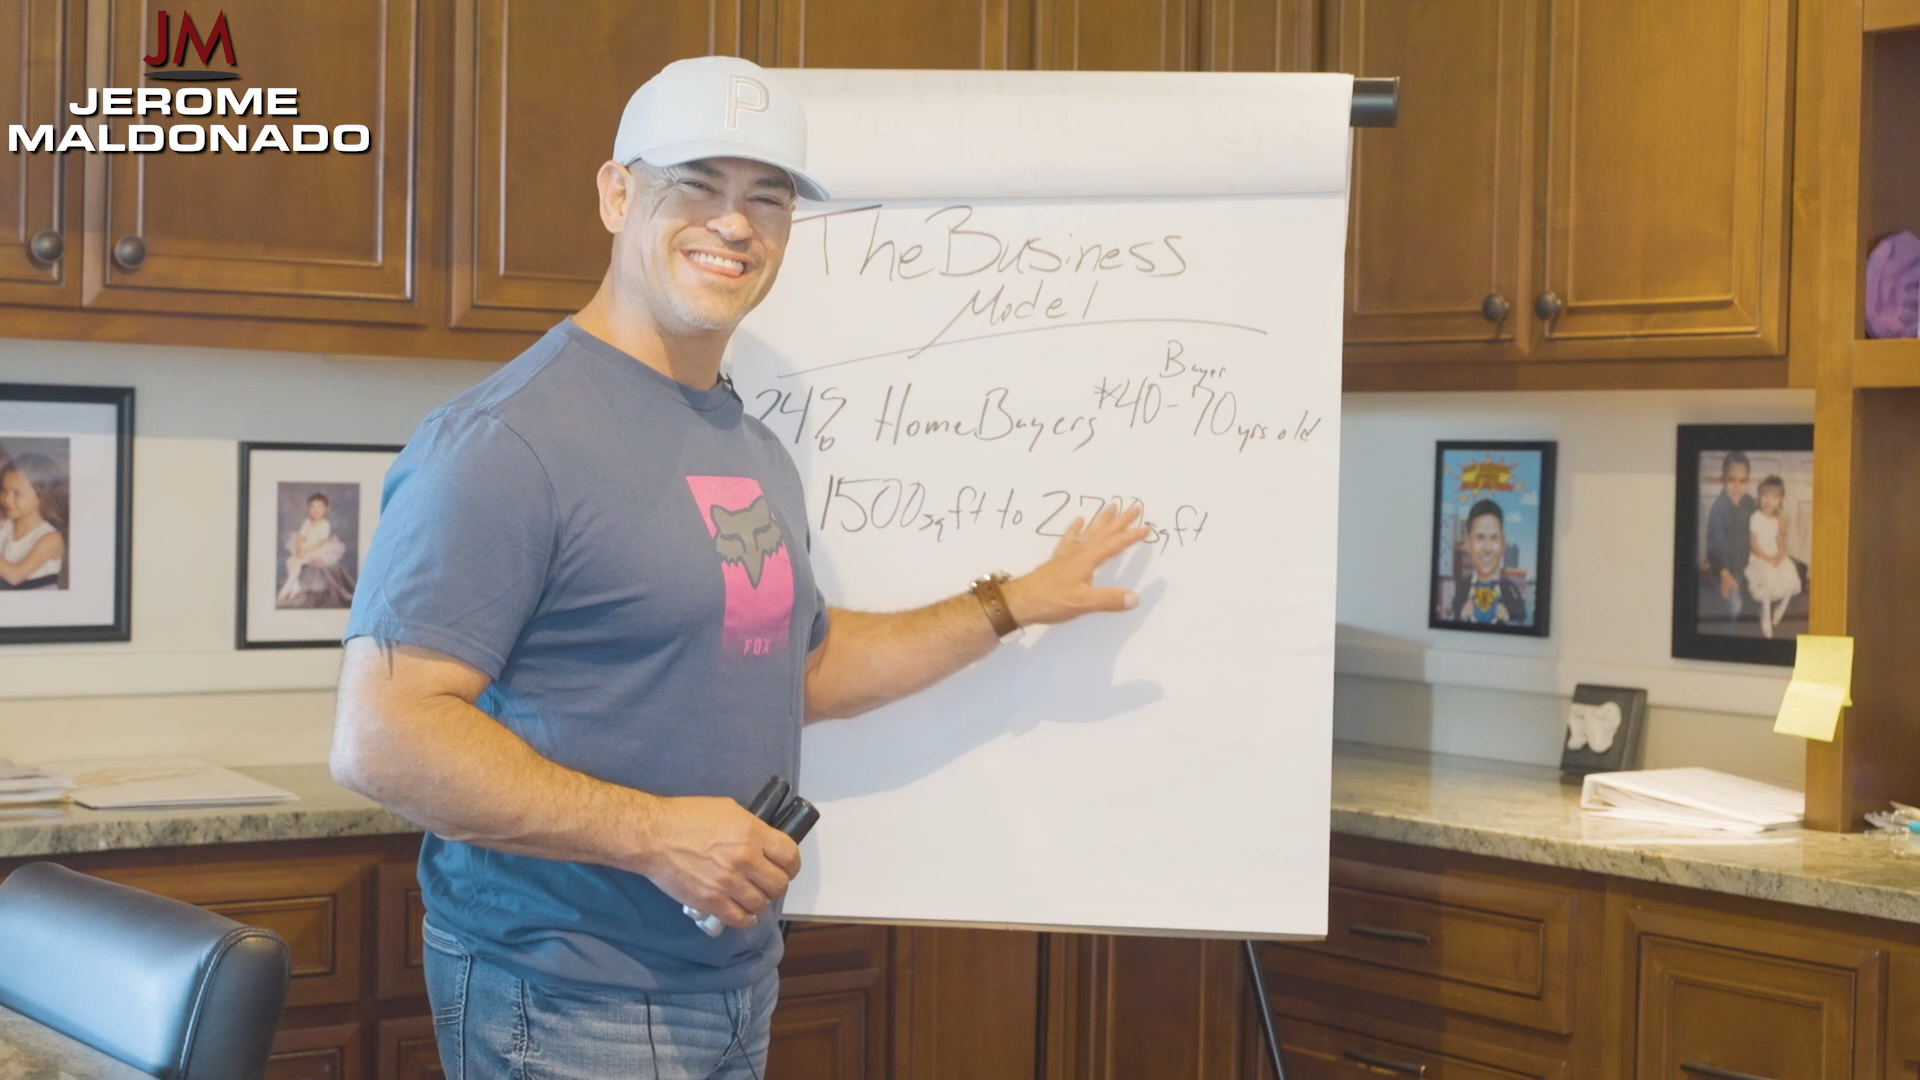 JM
JEROME
MALDONADO
P
The Business
Model
Buyer
24% Home Buyers *40-70 yrs old
1500 sqft to 2700 sqft
FOX